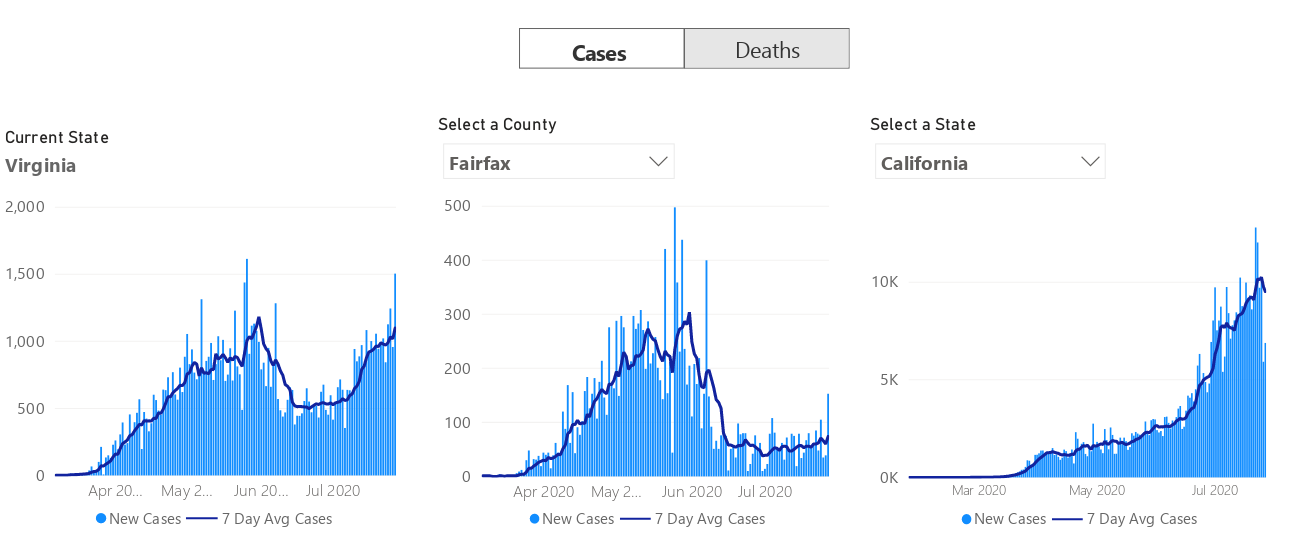 Cases Deaths
Current State
Virginia
2,000
1,500
1,000
500
0
Apr 20... May 2... Jun 20... Jul 2020
New Cases 7 Day Avg Cases
Select a County
Fairfax
500
400
300
200
100
0
Apr 2020 May 2... Jun 2020 Jul 2020
New Cases 7 Day Avg Cases
Select a State
California
10K
5K
0K
Mar 2020 May 2020 Jul 2020
New Cases 7 Day Avg Cases